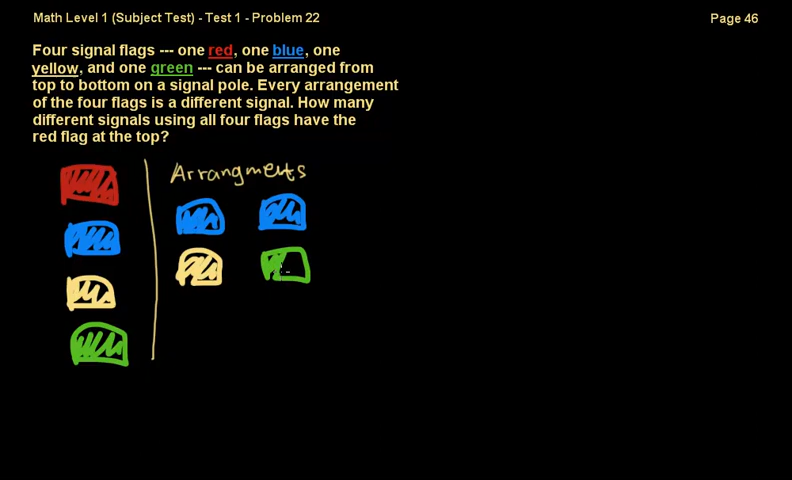 Math Level 1 (Subject Test) - Test 1 - Problem 22
Page 46
Four signal flags --- one red, one blue, one
yellow, and one green --- can be arranged from
top to bottom on a signal pole. Every arrangement
of the four flags is a different signal. How many
different signals using all four flags have the
red flag at the top?
Arrangments